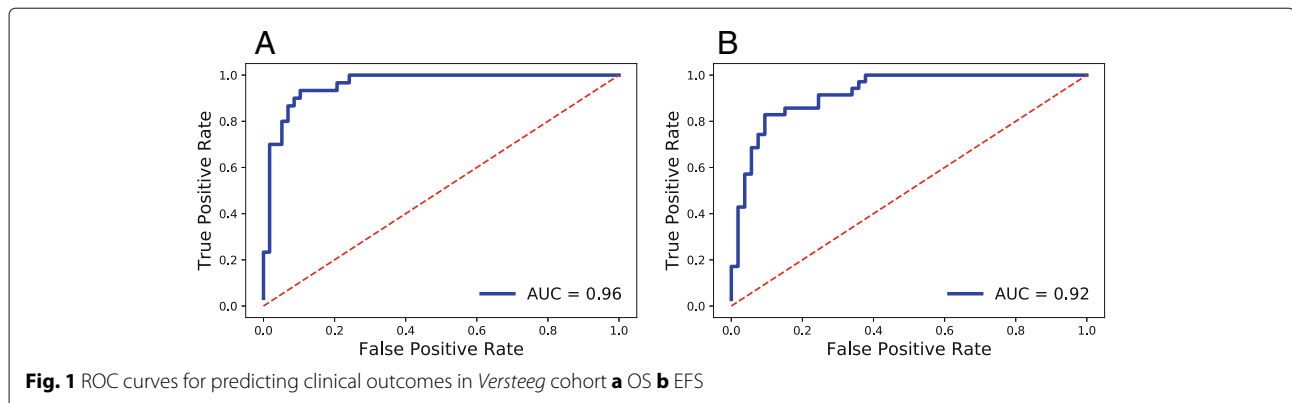 A
B
True Positive Rate
1.0
0.8
0.6
0.4
0.2
0.0
AUC = 0.96
0.0 0.2 0.4 0.6 0.8 1.0
False Positive Rate
True Positive Rate
1.0
0.8
0.6
0.4
0.2
0.0
AUC = 0.92
0.0 0.2 0.4 0.6 0.8 1.0
False Positive Rate
Fig. 1 ROC curves for predicting clinical outcomes in Versteeg cohort a OS b EFS